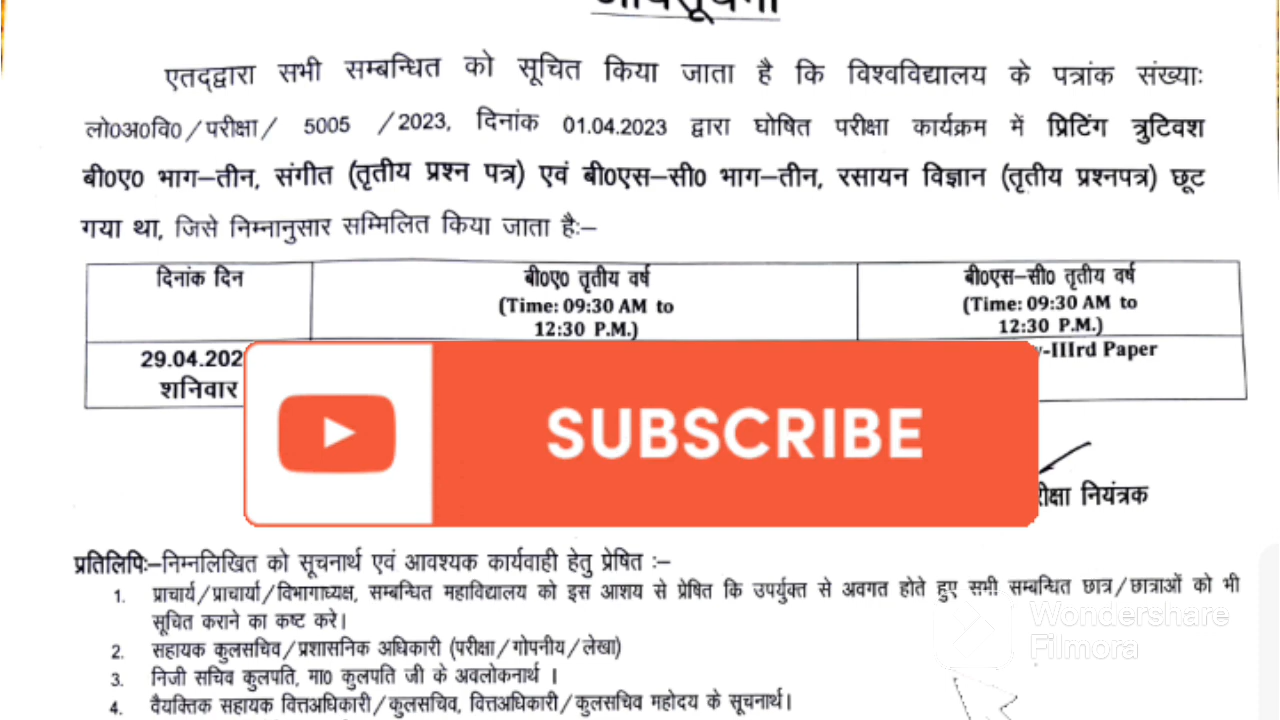 एतद्द्वारा सभी सम्बन्धित को सूचित किया जाता है कि विश्वविद्यालय के पत्रांक संख्याः
लो0अ0वि0/परीक्षा/ 5005 /2023, दिनांक 01.04.2023 द्वारा घोषित परीक्षा कार्यक्रम में प्रिटिंग त्रुटिवश
बी0ए0 भाग–तीन, संगीत (तृतीय प्रश्न पत्र) एवं बी0एस–सी0 भाग–तीन, रसायन विज्ञान (तृतीय प्रश्नपत्र) छूट
गया था, जिसे निम्नानुसार सम्मिलित किया जाता हैः–
दिनांक दिन
बी0ए0 तृतीय वर्ष
(Time: 09:30 AM to
12:30 P.M.)
बी0एस–सी0 तृतीय वर्ष
(Time: 09:30 AM to
12:30 P.M.)
29.04.202
शनिवार
-IIIrd Paper
SUBSCRIBE
नियंत्रक
प्रतिलिपिः–निम्नलिखित को सूचनार्थ एवं आवश्यक कार्यवाही हेतु प्रेषित ः–
1. प्राचार्य/प्राचार्या/विभागाध्यक्ष, सम्बन्धित महाविद्यालय को इस आशय से प्रेषित कि उपर्युक्त से अवगत होते हुए सभी सम्बन्धित छात्र/छात्राओं को भी
सूचित कराने का कष्ट करे।
2. सहायक कुलसचिव/प्रशासनिक अधिकारी (परीक्षा/गोपनीय/लेखा)
3. निजी सचिव कुलपति, मा0 कुलपति जी के अवलोकनार्थ ।
4. वैयक्तिक सहायक वित्तअधिकारी/कुलसचिव, वित्तअधिकारी/कुलसचिव महोदय के सूचनार्थ।
Wondershare
Filmora